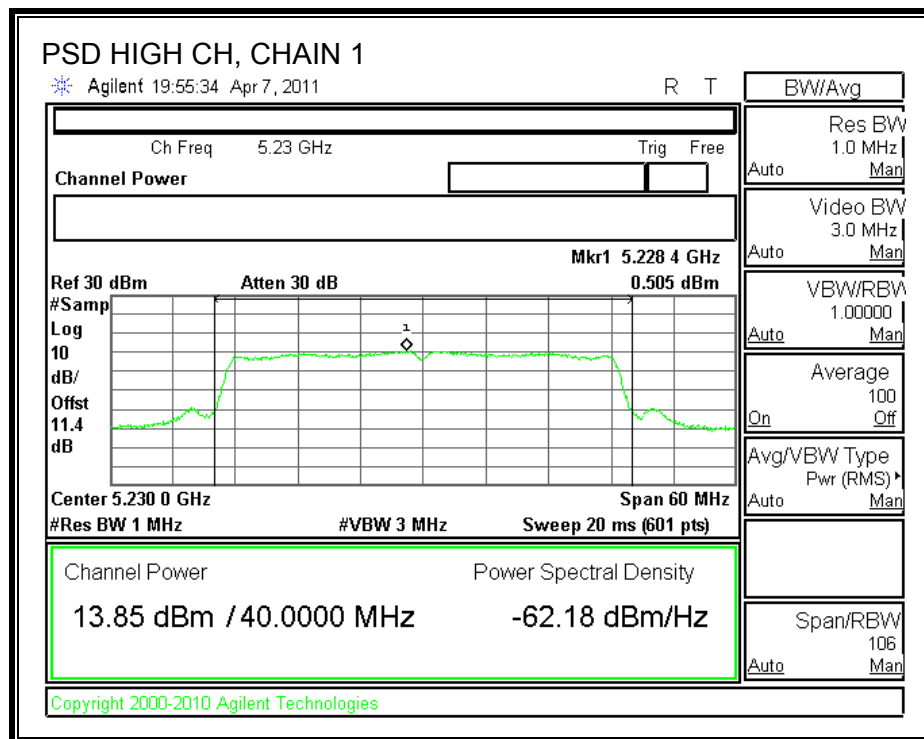 PSD HIGH CH, CHAIN 1
Agilent 19:55:34 Apr 7, 2011 R T
Ch Freq 5.23 GHz Trig Free
Channel Power
Mkr1 5.228 4 GHz
Ref 30 dBm Atten 30 dB 0.505 dBm
#Samp
Log
10
dB/
Offst
11.4
dB
1
Center 5.230 0 GHz Span 60 MHz
#Res BW 1 MHz #VBW 3 MHz Sweep 20 ms (601 pts)
Channel Power Power Spectral Density
13.85 dBm / 40.0000 MHz -62.18 dBm/Hz
Copyright 2000-2010 Agilent Technologies
BW/Avg
Res BW
1.0 MHz
Auto Man
Video BW
3.0 MHz
Auto Man
VBW/RBW
1.00000
Auto Man
Average
100
On Off
Avg/VBW Type
Pwr (RMS)
Auto Man
Span/RBW
106
Auto Man